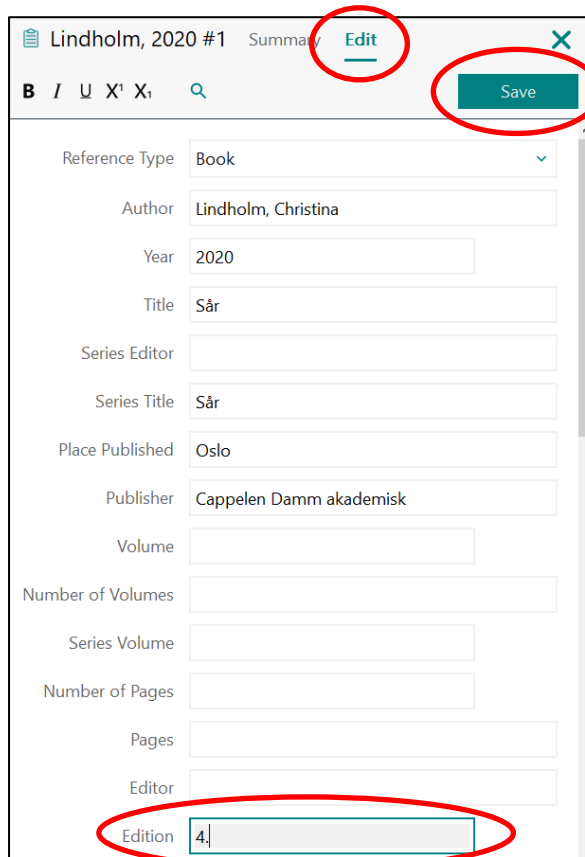 Lindholm, 2020 #1 Summary Edit
B I U X¹ X₁ Save
Reference Type Book
Author Lindholm, Christina
Year 2020
Title Sår
Series Editor
Series Title Sår
Place Published Oslo
Publisher Cappelen Damm akademisk
Volume
Number of Volumes
Series Volume
Number of Pages
Pages
Editor
Edition 4.